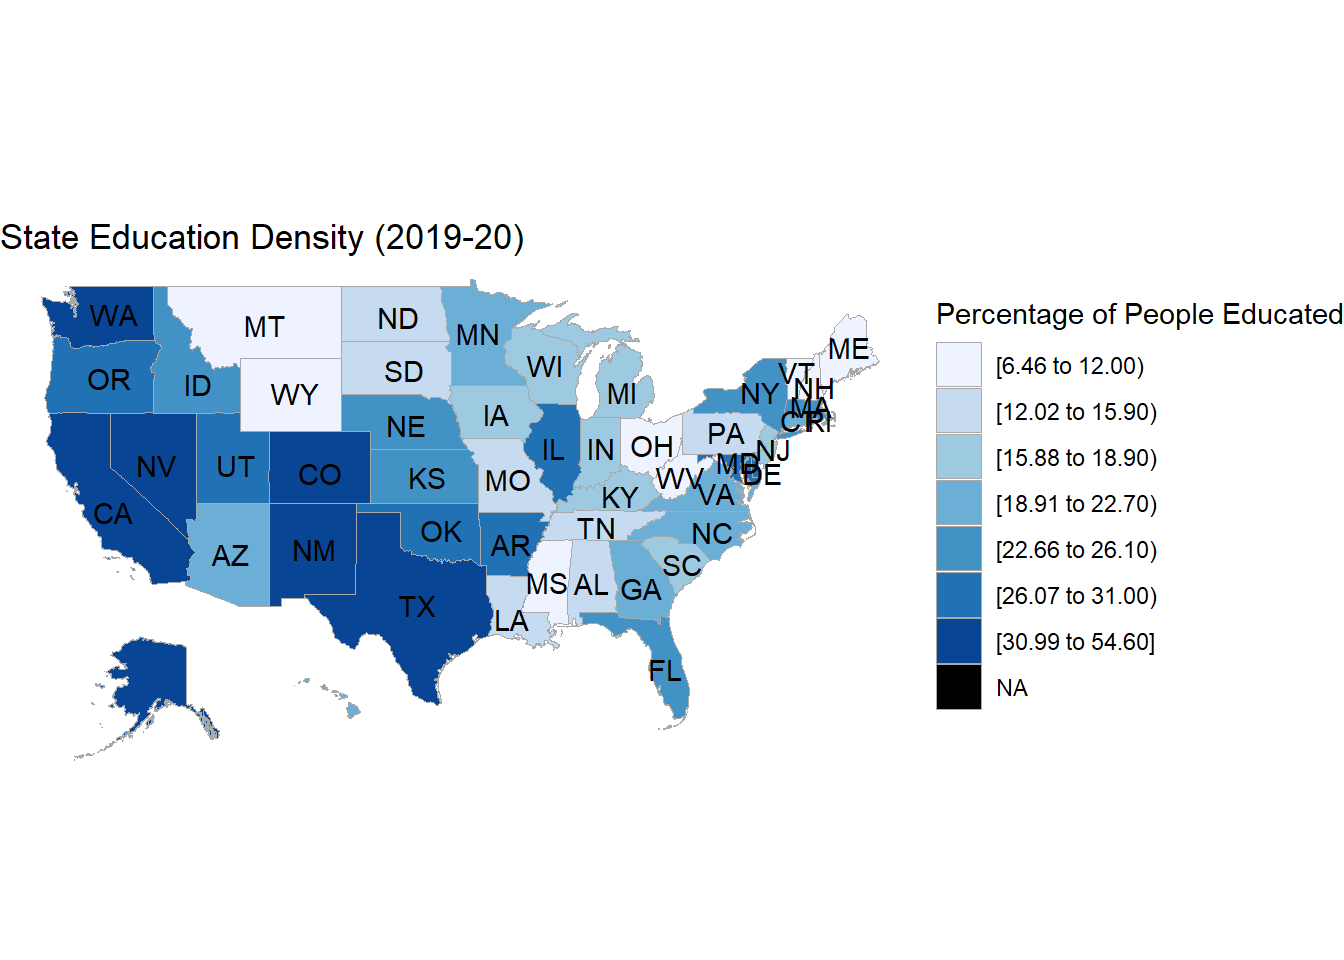 State Education Density (2019-20)
WA
MT
ND
MN
OR
ID
WY
SD
WI
MI
ME
VT
NH
NY
MA
CT
RI
NV
UT
CO
NE
IA
IL
IN
OH
PA
NJ
MD
DE
CA
KS
MO
KY
WV
VA
AZ
NM
OK
AR
TN
NC
SC
TX
LA
MS
AL
GA
FL
Percentage of People Educated
[6.46 to 12.00)
[12.02 to 15.90)
[15.88 to 18.90)
[18.91 to 22.70)
[22.66 to 26.10)
[26.07 to 31.00)
[30.99 to 54.60]
NA